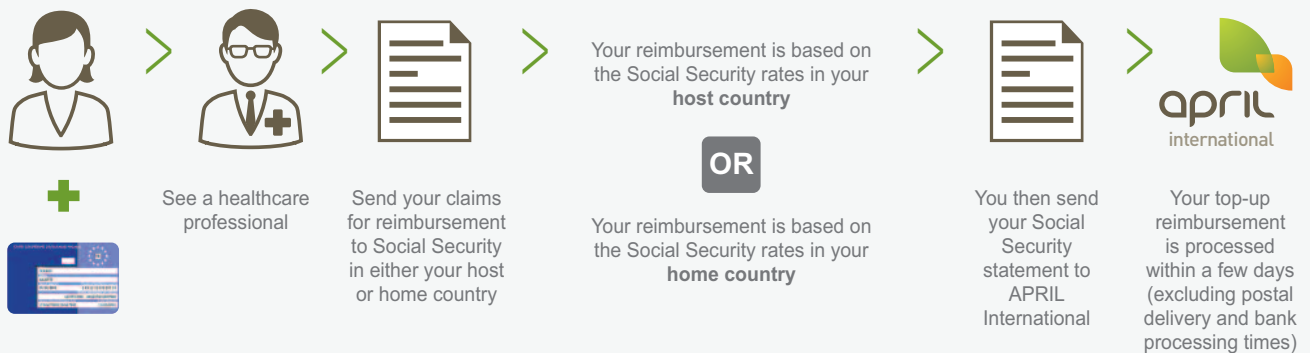 See a healthcare
professional
Send your claims
for reimbursement
to Social Security
in either your host
or home country
Your reimbursement is based on
the Social Security rates in your
host country
OR
Your reimbursement is based on
the Social Security rates in your
home country
You then send
your Social
Security
statement to
APRIL
International
april
international
Your top-up
reimbursement
is processed
within a few days
(excluding postal
delivery and bank
processing times)